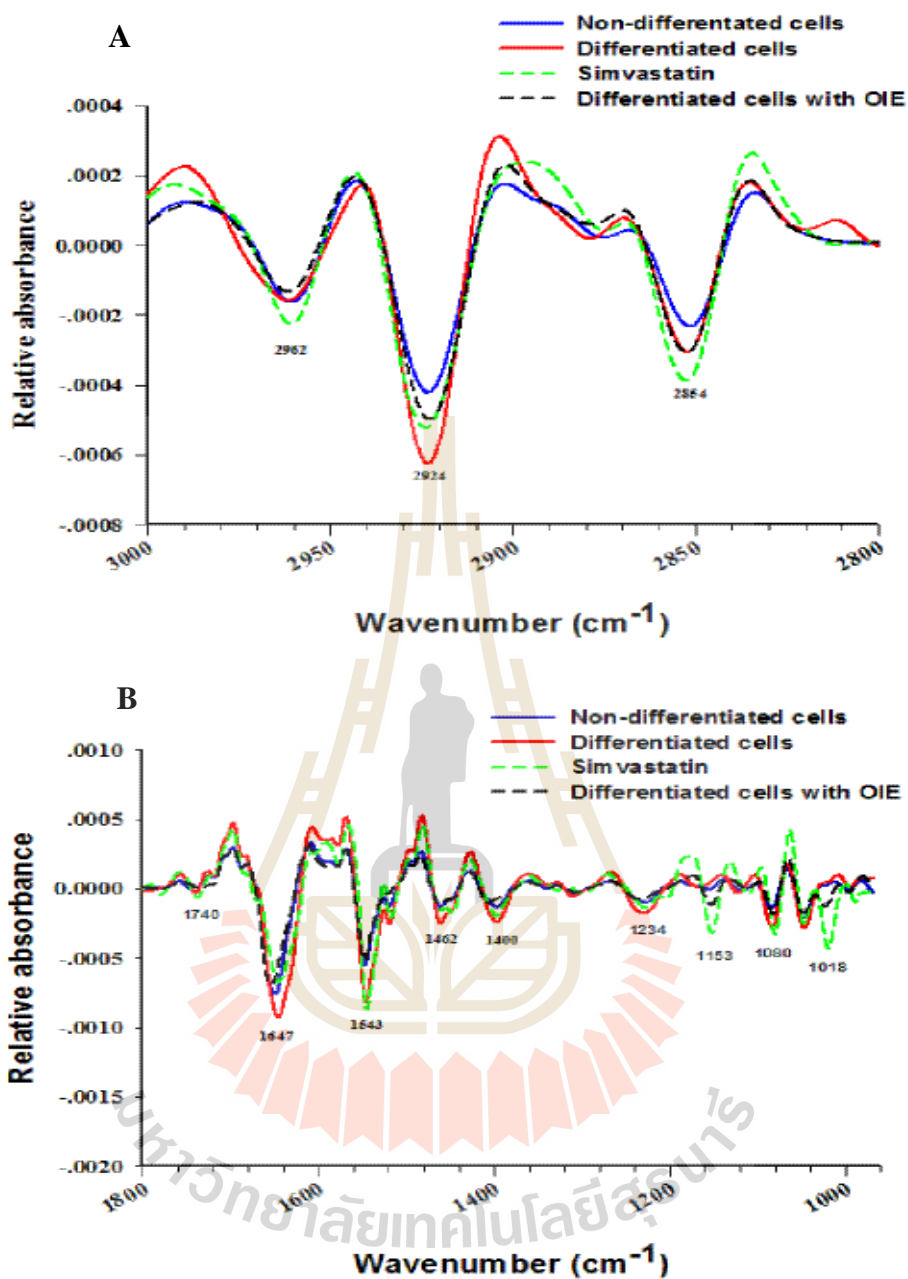 A
Non-differentated cells
Differentiated cells
Simvastatin
Differentiated cells with OIE
Relative absorbance
.0004
.0002
0.0000
-.0002
-.0004
-.0006
-.0008
2962
2924
2854
3000
2950
2900
2850
2800
Wavenumber (cm-1)
B
Non-differentiated cells
Differentiated cells
Simvastatin
Differentiated cells with OIE
Relative absorbance
.0010
.0005
0.0000
-.0005
-.0010
-.0015
-.0020
1740
1647
1543
1462
1400
1234
1153
1080
1018
1800
1600
1400
1200
1000
มหาวิทยาลัยเทคโนโลยีสุรนารี
Wavenumber (cm-1)